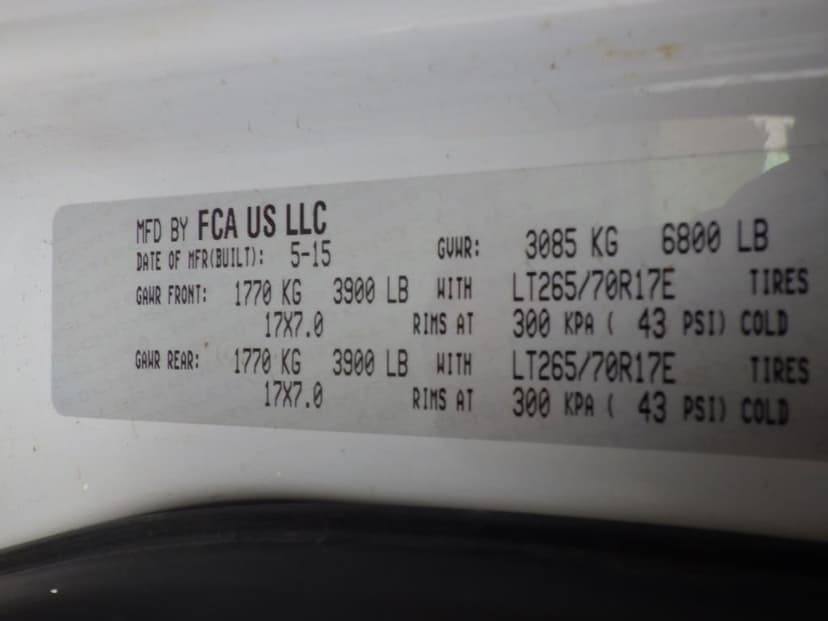 MFD BY FCA US LLC
DATE OF MFR(BUILT): 5-15 GVWR: 3085 KG 6800 LB
GAWR FRONT: 1770 KG 3900 LB WITH LT265/70R17E TIRES
17X7.0 RIMS AT 300 KPA ( 43 PSI) COLD
GAWR REAR: 1770 KG 3900 LB WITH LT265/70R17E TIRES
17X7.0 RIMS AT 300 KPA ( 43 PSI) COLD